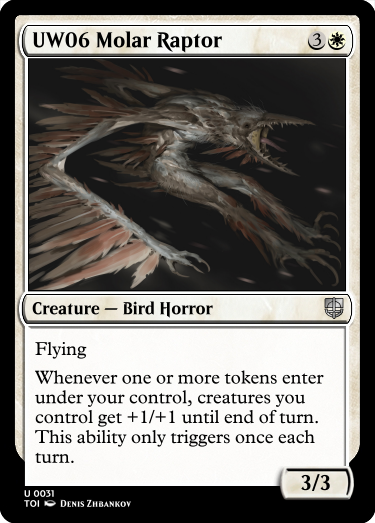 UW06 Molar Raptor 3
Creature — Bird Horror
Flying
Whenever one or more tokens enter
under your control, creatures you
control get +1/+1 until end of turn.
This ability only triggers once each
turn.
3/3
U 0031
TOI Denis Zhbankov